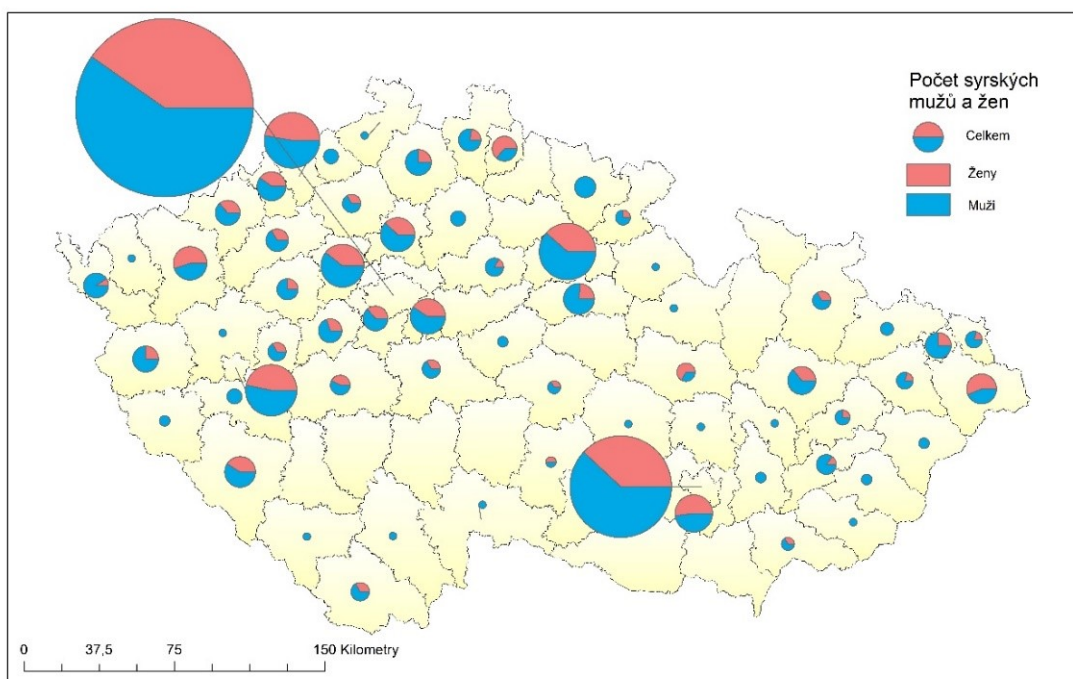 Počet syrských
mužů a žen
Celkem
Ženy
Muži
0 37,5 75 150 Kilometry